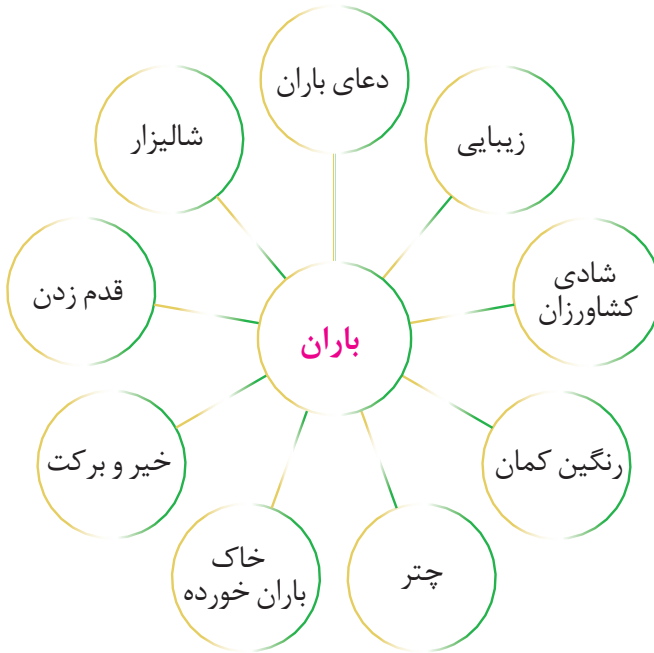 دعای باران
زیبایی
شالیزار
شادی
کشاورزان
قدم زدن
باران
رنگین کمان
خیر و برکت
چتر
خاک
باران خورده